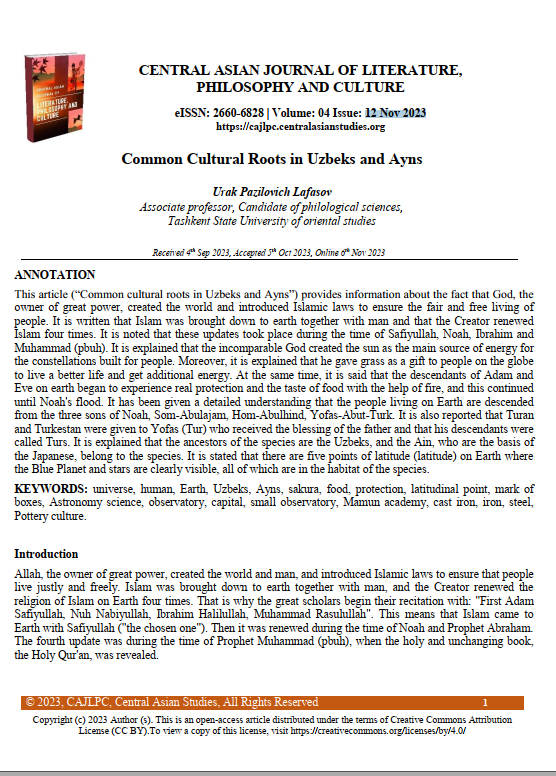 CENTRAL ASIAN
JOURNAL OF
LITERATURE,
PHILOSOPHY AND
CULTURE
CENTRAL ASIAN JOURNAL OF LITERATURE,
PHILOSOPHY AND CULTURE
eISSN: 2660-6828 | Volume: 04 Issue: 12 Nov 2023
https://cajlpc.centralasianstudies.org
Common Cultural Roots in Uzbeks and Ayns
Urak Pazilovich Lafasov
Associate professor, Candidate of philological sciences,
Tashkent State University of oriental studies
Received 4th Sep 2023, Accepted 5th Oct 2023, Online 6th Nov 2023
ANNOTATION
This article (“Common cultural roots in Uzbeks and Ayns”) provides information about the fact that God, the
owner of great power, created the world and introduced Islamic laws to ensure the fair and free living of
people. It is written that Islam was brought down to earth together with man and that the Creator renewed
Islam four times. It is noted that these updates took place during the time of Safiyullah, Noah, Ibrahim and
Muhammad (pbuh). It is explained that the incomparable God created the sun as the main source of energy for
the constellations built for people. Moreover, it is explained that he gave grass as a gift to people on the globe
to live a better life and get additional energy. At the same time, it is said that the descendants of Adam and
Eve on earth began to experience real protection and the taste of food with the help of fire, and this continued
until Noah's flood. It has been given a detailed understanding that the people living on Earth are descended
from the three sons of Noah, Som-Abulajam, Hom-Abulhind, Yofas-Abut-Turk. It is also reported that Turan
and Turkestan were given to Yofas (Tur) who received the blessing of the father and that his descendants were
called Turs. It is explained that the ancestors of the species are the Uzbeks, and the Ain, who are the basis of
the Japanese, belong to the species. It is stated that there are five points of latitude (latitude) on Earth where
the Blue Planet and stars are clearly visible, all of which are in the habitat of the species.
KEYWORDS: universe, human, Earth, Uzbeks, Ayns, sakura, food, protection, latitudinal point, mark of
boxes, Astronomy science, observatory, capital, small observatory, Mamun academy, cast iron, iron, steel,
Pottery culture.
Introduction
Allah, the owner of great power, created the world and man, and introduced Islamic laws to ensure that people
live justly and freely. Islam was brought down to earth together with man, and the Creator renewed the
religion of Islam on Earth four times. That is why the great scholars begin their recitation with: "First Adam
Safiyullah, Nuh Nabiyullah, Ibrahim Halilullah, Muhammad Rasulullah". This means that Islam came to
Earth with Safiyullah ("the chosen one"). Then it was renewed during the time of Noah and Prophet Abraham.
The fourth update was during the time of Prophet Muhammad (pbuh), when the holy and unchanging book,
the Holy Qur'an, was revealed.
© 2023, CAJLPC, Central Asian Studies, All Rights Reserved 1
Copyright (c) 2023 Author (s). This is an open-access article distributed under the terms of Creative Commons Attribution
License (CC BY).To view a copy of this license, visit https://creativecommons.org/licenses/by/4.0/